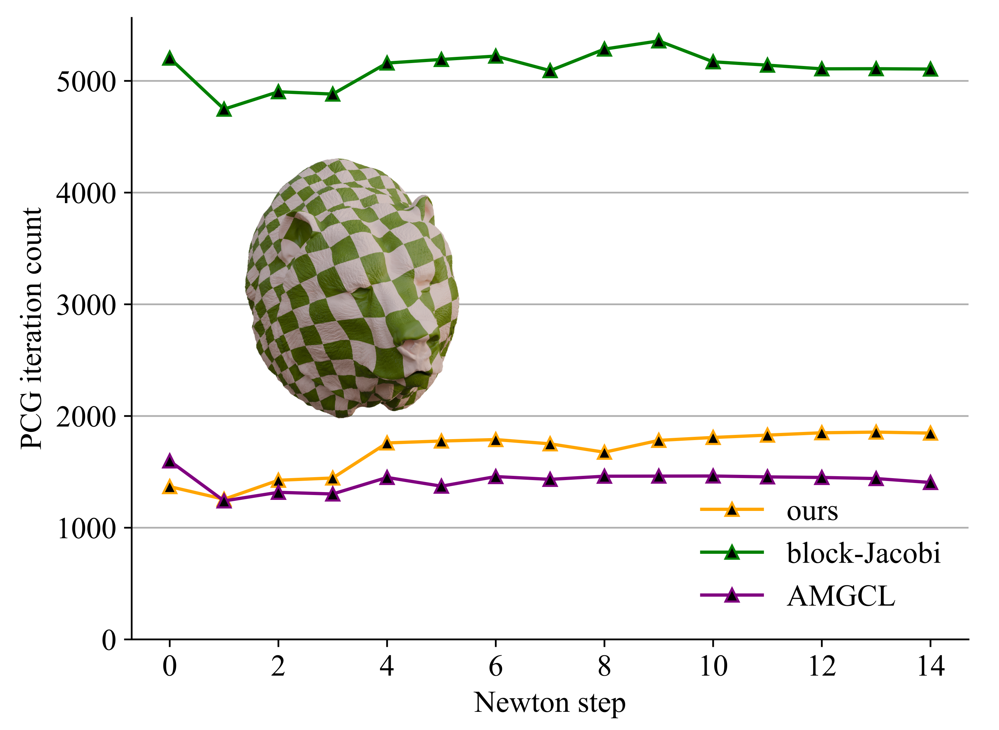 PCG iteration count
5000
4000
3000
2000
1000
0
0 2 4 6 8 10 12 14
Newton step
ours
block-Jacobi
AMGCL